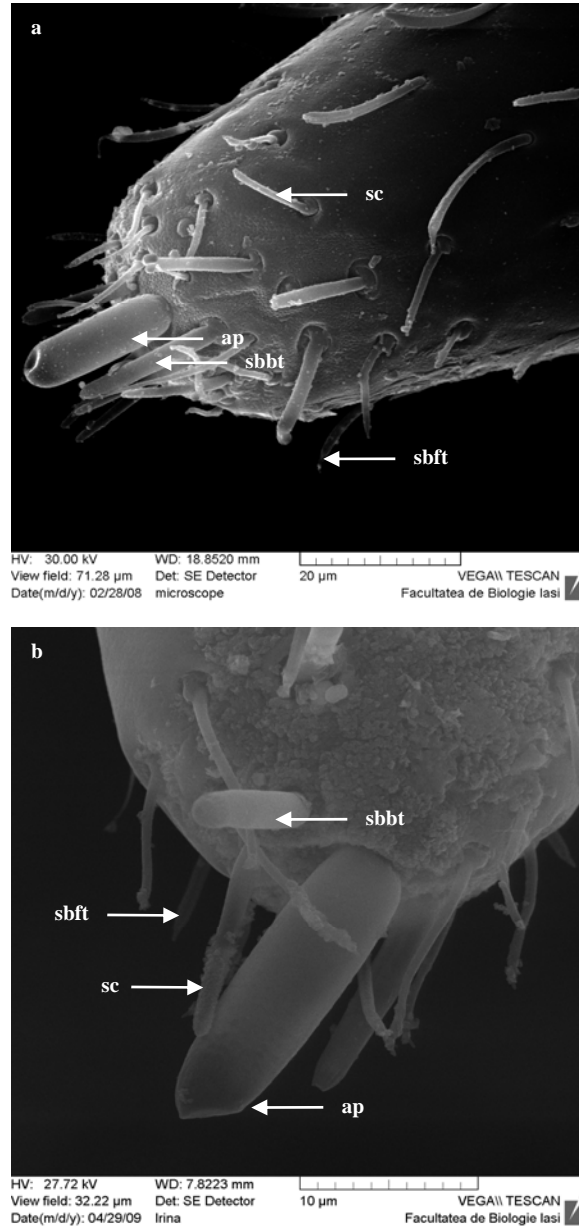 a
sc
ap
sbbt
sbft
HV: 30.00 kV WD: 18.8520 mm
View field: 71.28 µm Det: SE Detector 20 µm VEGA\\ TESCAN
Date(m/d/y): 02/28/08 microscope Facultatea de Biologie Iasi
b
sbbt
sbft
sc
ap
HV: 27.72 kV WD: 7.8223 mm
View field: 32.22 µm Det: SE Detector 10 µm VEGA\\ TESCAN
Date(m/d/y): 04/29/09 Irina Facultatea de Biologie Iasi